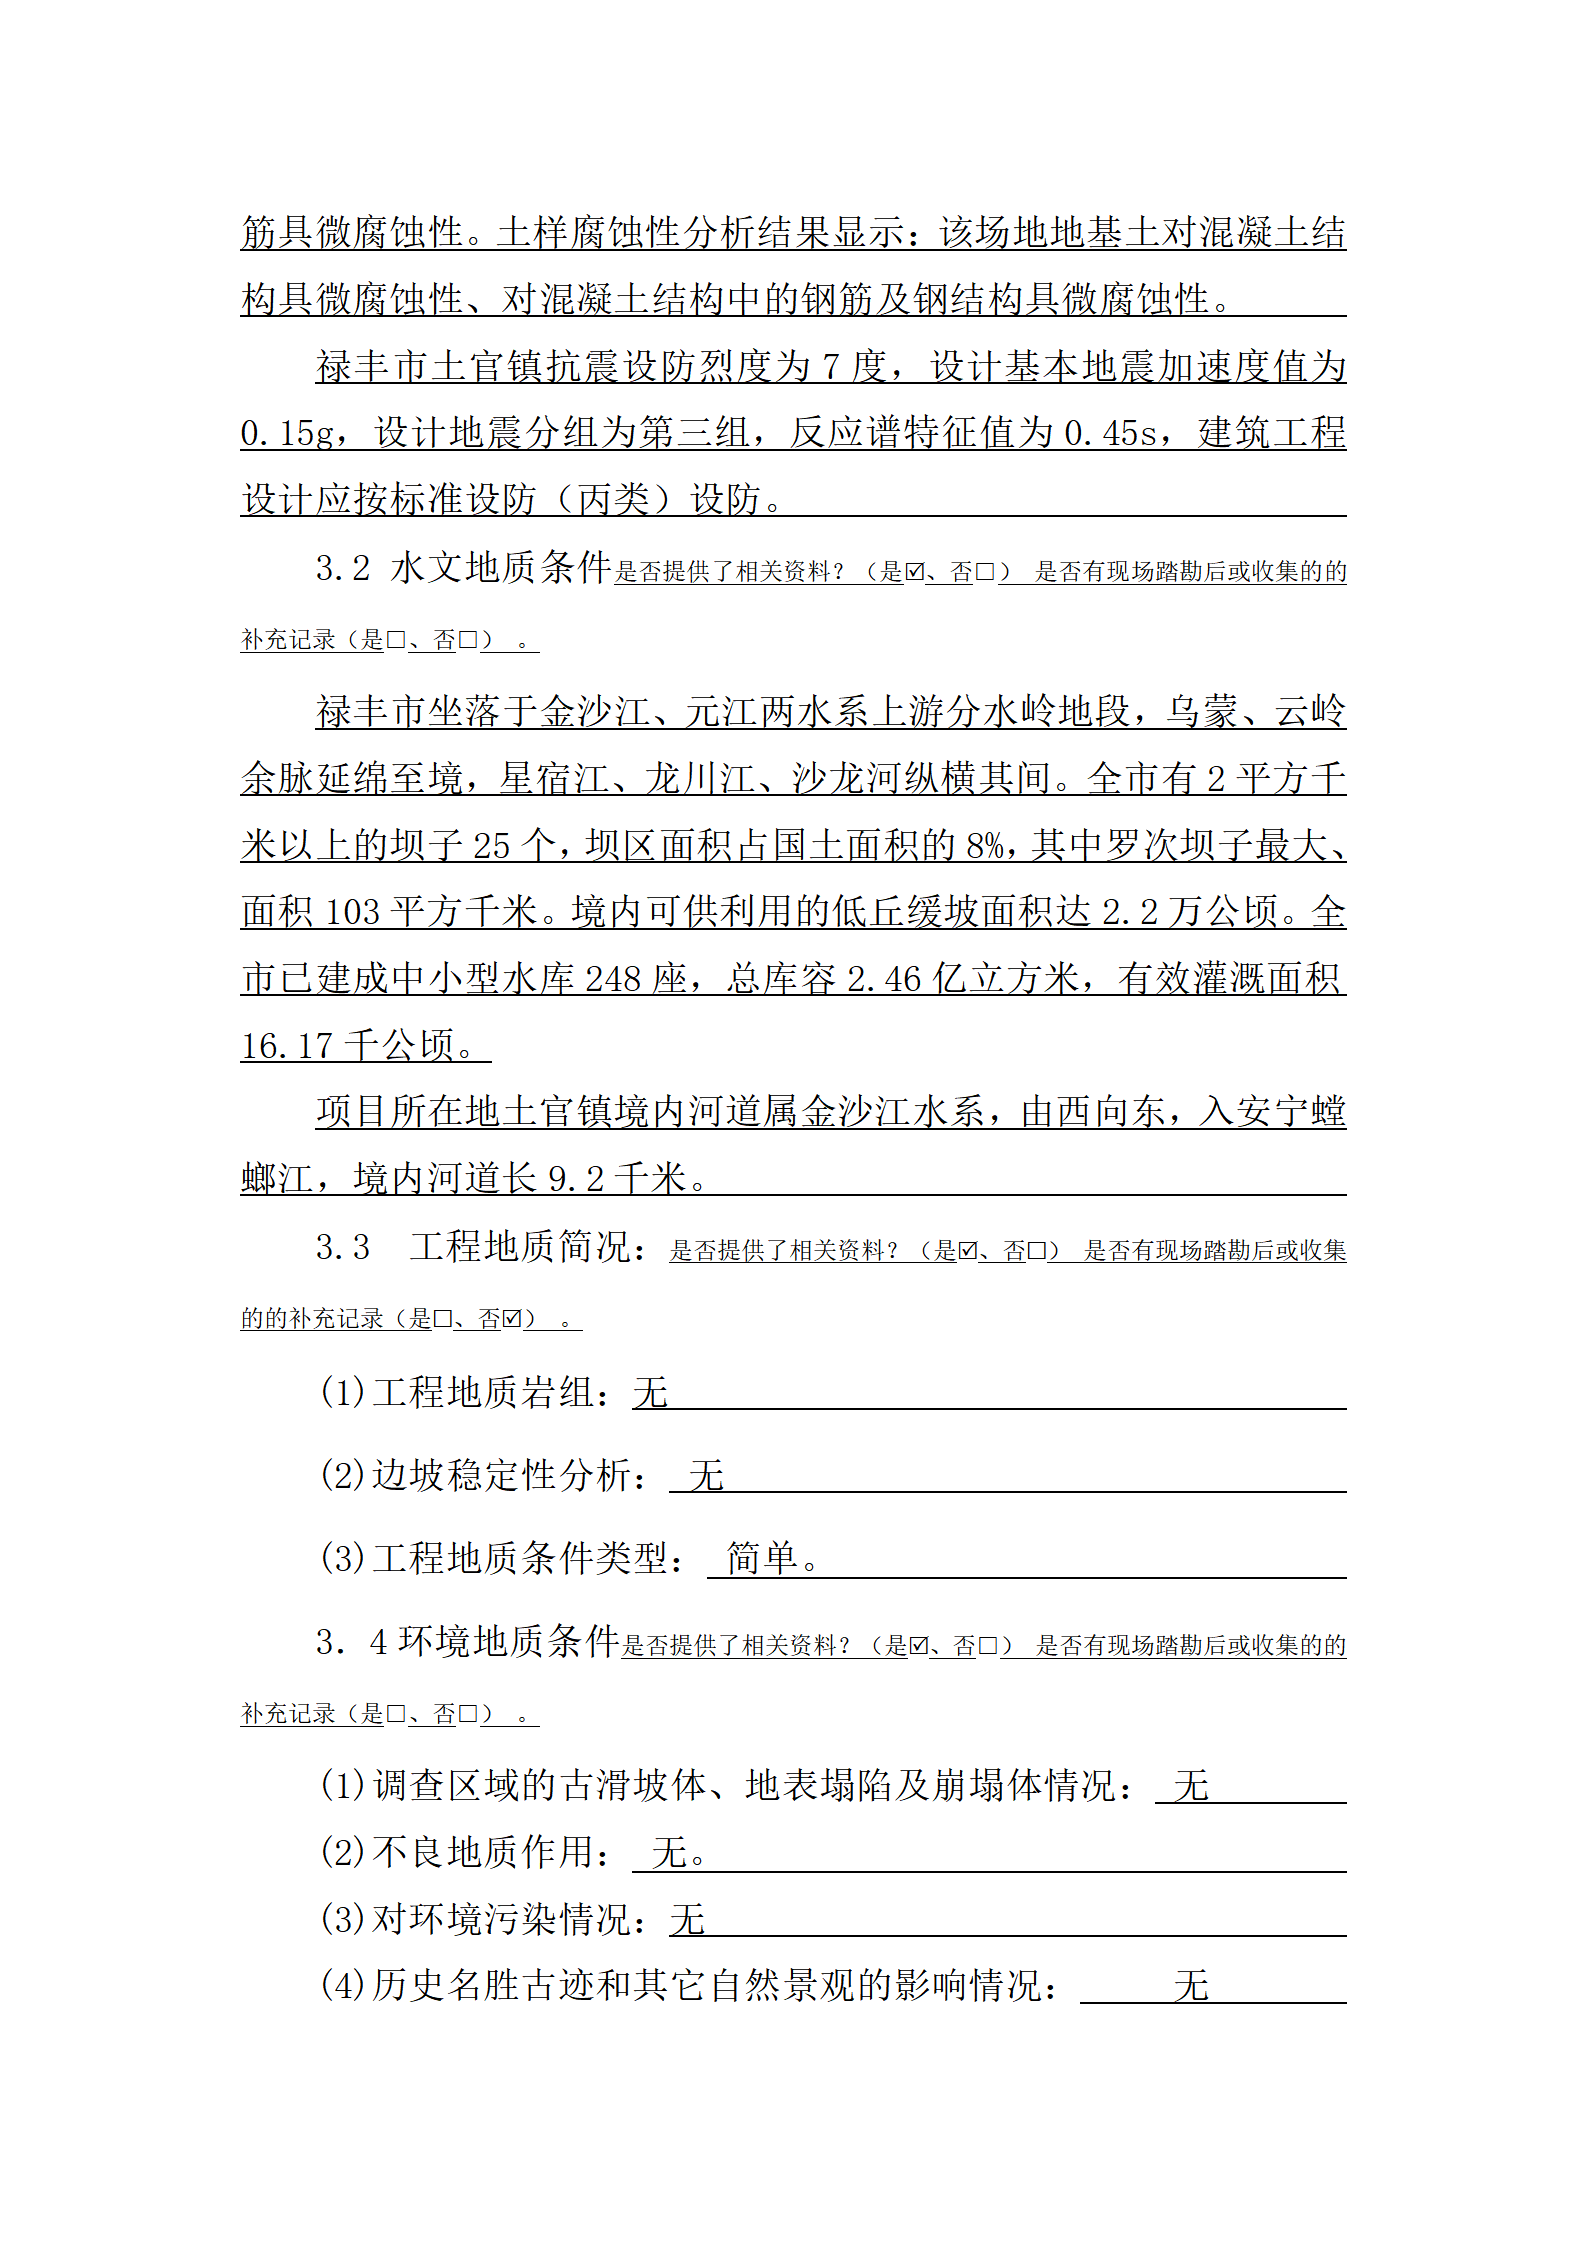 筋具微腐蚀性。土样腐蚀性分析结果显示：该场地地基土对混凝土结
构具微腐蚀性、对混凝土结构中的钢筋及钢结构具微腐蚀性。
禄丰市土官镇抗震设防烈度为 7 度，设计基本地震加速度值为
0.15g，设计地震分组为第三组，反应谱特征值为 0.45s，建筑工程
设计应按标准设防（丙类）设防。
3.2 水文地质条件是否提供了相关资料？（是☑、否□） 是否有现场踏勘后或收集的的
补充记录（是□、否□） 。
禄丰市坐落于金沙江、元江两水系上游分水岭地段，乌蒙、云岭
余脉延绵至境，星宿江、龙川江、沙龙河纵横其间。全市有 2 平方千
米以上的坝子 25 个，坝区面积占国土面积的 8%，其中罗次坝子最大、
面积 103 平方千米。境内可供利用的低丘缓坡面积达 2.2 万公顷。全
市已建成中小型水库 248 座，总库容 2.46 亿立方米，有效灌溉面积
16.17 千公顷。
项目所在地土官镇境内河道属金沙江水系，由西向东，入安宁螳
螂江，境内河道长 9.2 千米。
3.3 工程地质简况：是否提供了相关资料？（是☑、否□） 是否有现场踏勘后或收集
的的补充记录（是□、否☑） 。
(1)工程地质岩组：无
(2)边坡稳定性分析： 无
(3)工程地质条件类型： 简单。
3．4 环境地质条件是否提供了相关资料？（是☑、否□） 是否有现场踏勘后或收集的的
补充记录（是□、否□） 。
(1)调查区域的古滑坡体、地表塌陷及崩塌体情况： 无
(2)不良地质作用： 无。
(3)对环境污染情况：无
(4)历史名胜古迹和其它自然景观的影响情况： 无